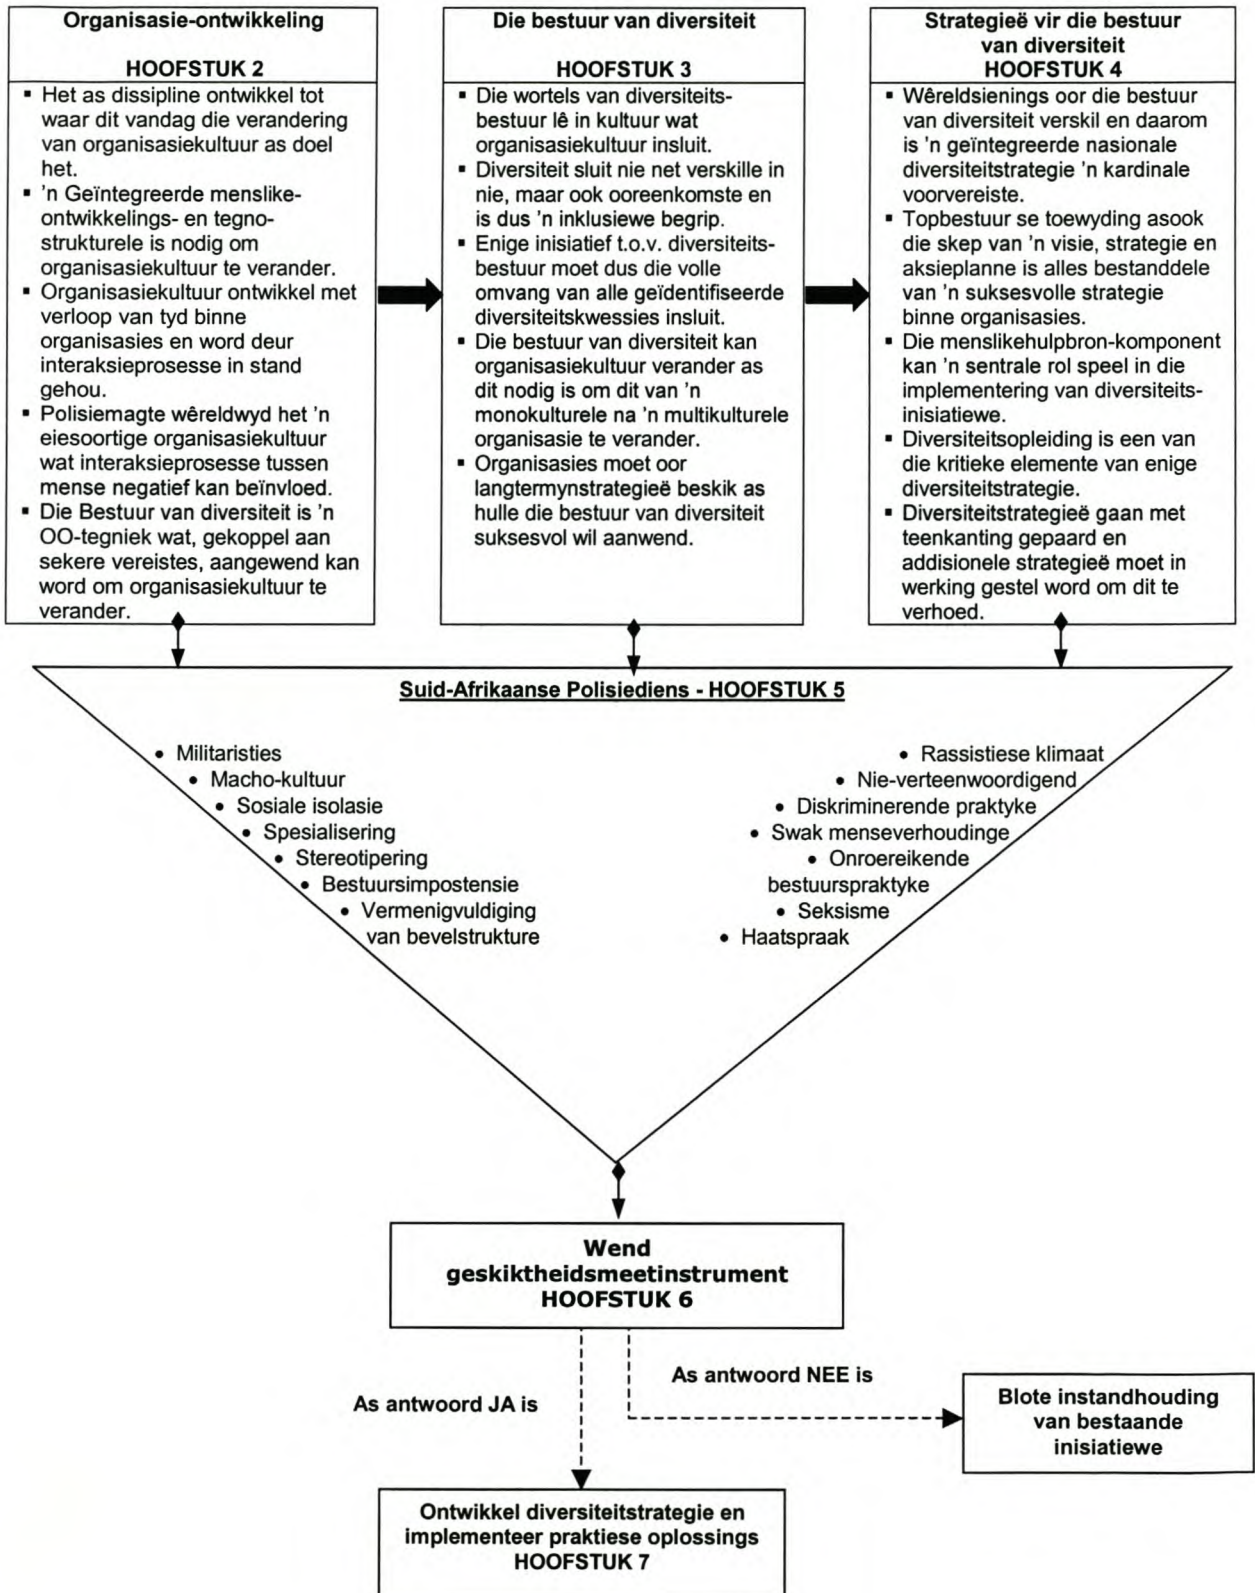 Organisasie-ontwikkeling
HOOFSTUK 2
▪ Het as dissipline ontwikkel tot
waar dit vandag die verandering
van organisasiekultuur as doel
het.
▪ 'n Geïntegreerde menslike-
ontwikkelings- en tegno-
strukturele is nodig om
organisasiekultuur te verander.
▪ Organisasiekultuur ontwikkel met
verloop van tyd binne
organisasies en word deur
interaksieprosesse in stand
gehou.
▪ Polisiemagte wêreldwyd het 'n
eiesoortige organisasiekultuur
wat interaksieprosesse tussen
mense negatief kan beïnvloed.
▪ Die Bestuur van diversiteit is 'n
OO-tegniek wat, gekoppel aan
sekere vereistes, aangewend kan
word om organisasiekultuur te
verander.
Die bestuur van diversiteit
HOOFSTUK 3
▪ Die wortels van diversiteits-
bestuur lê in kultuur wat
organisasiekultuur insluit.
▪ Diversiteit sluit nie net verskille in
nie, maar ook ooreenkomste en
is dus 'n inklusiewe begrip.
▪ Enige inisiatief t.o.v. diversiteits-
bestuur moet dus die volle
omvang van alle geïdentifiseerde
diversiteitskwessies insluit.
▪ Die bestuur van diversiteit kan
organisasiekultuur verander as
dit nodig is om dit van 'n
monokulturele na 'n multikulturele
organisasie te verander.
▪ Organisasies moet oor
langtermynstrategieë beskik as
hulle die bestuur van diversiteit
suksesvol wil aanwend.
Strategieë vir die bestuur
van diversiteit
HOOFSTUK 4
▪ Wêreldsienings oor die bestuur
van diversiteit verskil en daarom
is 'n geïntegreerde nasionale
diversiteitstrategie 'n kardinale
voorvereiste.
▪ Topbestuur se toewyding asook
die skep van 'n visie, strategie en
aksieplanne is alles bestanddele
van 'n suksesvolle strategie
binne organisasies.
▪ Die menslikehulpbron-komponent
kan 'n sentrale rol speel in die
implementering van diversiteits-
inisiatiewe.
▪ Diversiteitsopleiding is een van
die kritieke elemente van enige
diversiteitstrategie.
▪ Diversiteitstrategieë gaan met
teenkanting gepaard en
addisionele strategieë moet in
werking gestel word om dit te
verhoed.
Suid-Afrikaanse Polisiediens - HOOFSTUK 5
• Militaristies
• Macho-kultuur
• Sosiale isolasie
• Spesialisering
• Stereotipering
• Bestuursimpostensie
• Vermenigvuldiging
van bevelstrukture
• Rassistiese klimaat
• Nie-verteenwoordigend
• Diskriminerende praktyke
• Swak menseverhoudinge
• Onroereikende
bestuurspraktyke
• Seksisme
• Haatspraak
Wend
geskiktheidsmeetinstrument
HOOFSTUK 6
As antwoord NEE is
As antwoord JA is
Blote instandhouding
van bestaande
inisiatiewe
Ontwikkel diversiteitstrategie en
implementeer praktiese oplossings
HOOFSTUK 7